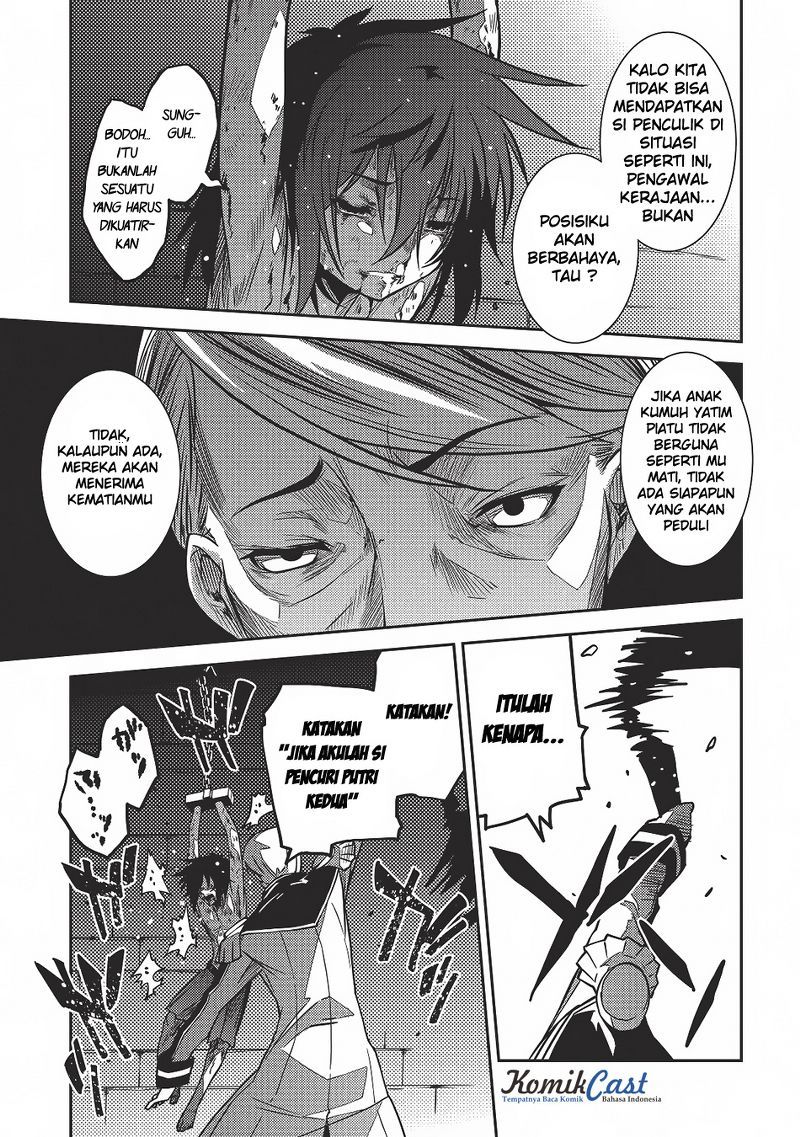 KALO KITA
TIDAK BISA
MENDAPATKAN
SI PENCULIK DI
SITUASI
SEPERTI INI,
PENGAWAL
KERAJAAN...
BUKAN
POSISIKU
AKAN
BERBAHAYA,
TAU ?
SUNG-
GUH..
BODOH..
ITU
BUKANLAH
SESUATU
YANG HARUS
DIKUATIR-
KAN
JIKA ANAK
KUMUH YATIM
PIATU TIDAK
BERGUNA
SEPERTI MU
MATI, TIDAK
ADA SIAPAPUN
YANG AKAN
PEDULI
TIDAK,
KALAUPUN ADA,
MEREKA AKAN
MENERIMA
KEMATIANMU
ITULAH
KENAPA...
KATAKAN!
KATAKAN
"JIKA AKULAH SI
PENCURI PUTRI
KEDUA"
KomikCast
Tempatnya Baca Komik Bahasa Indonesia